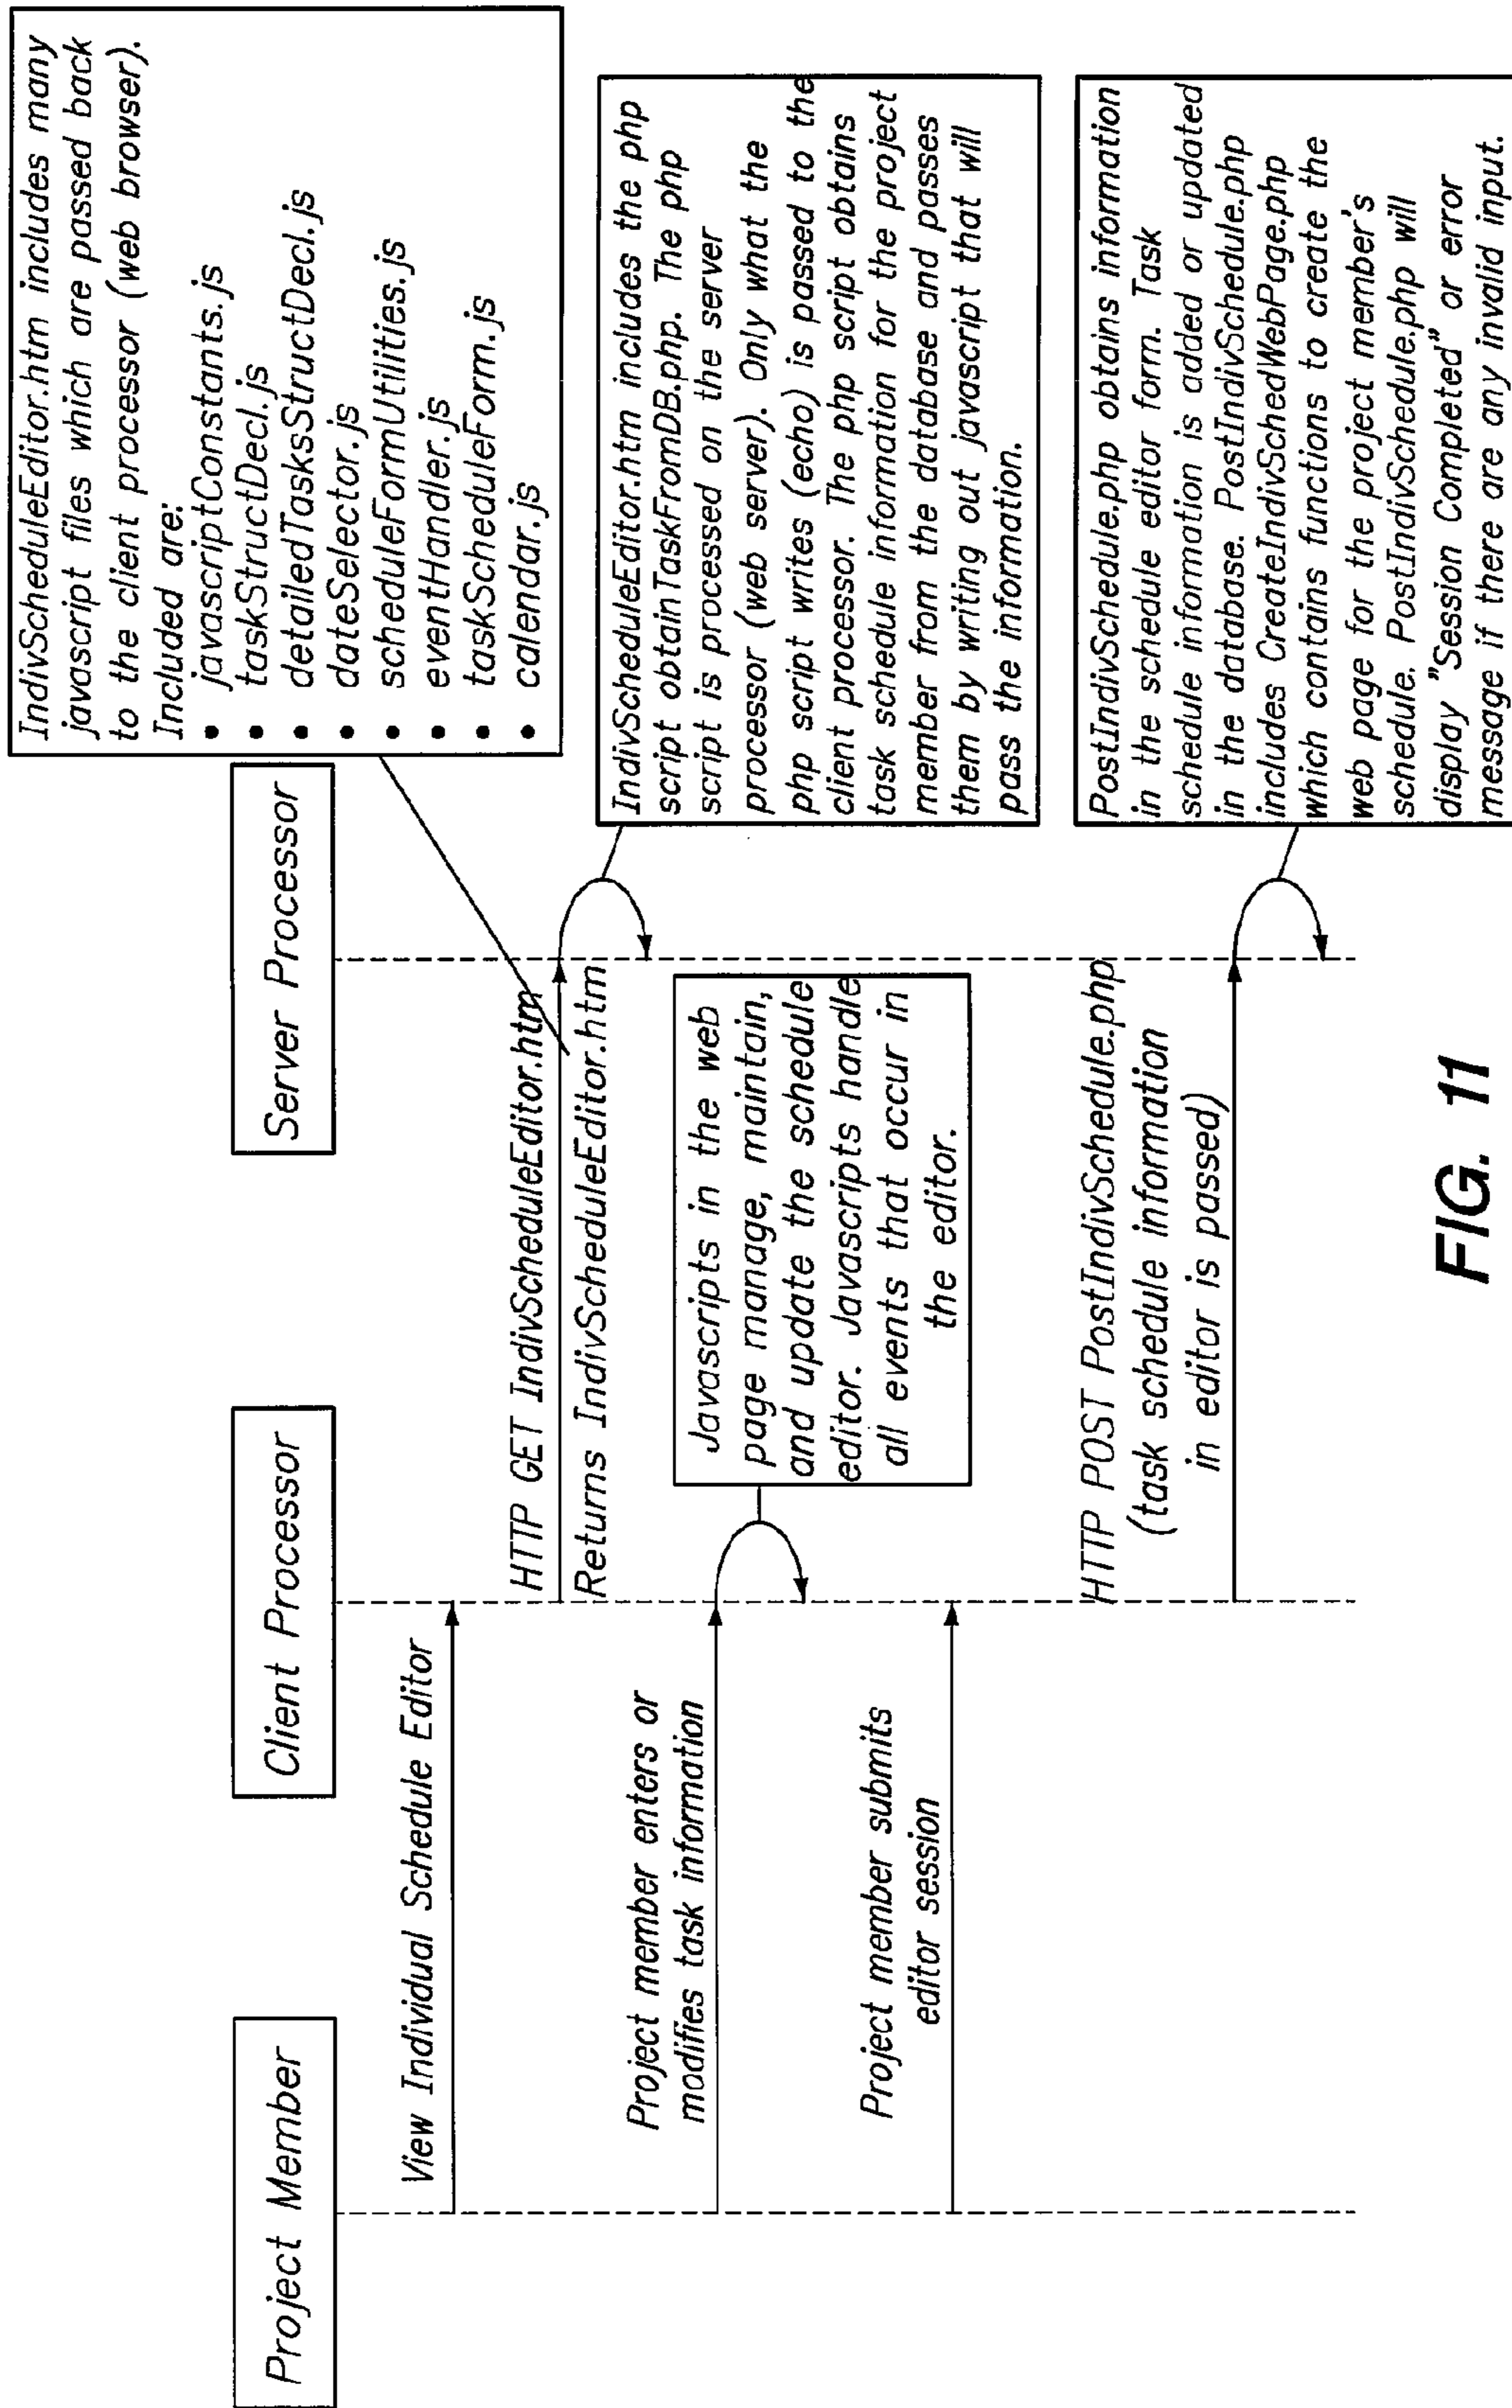 Project Member
Client Processor
Server Processor
IndivScheduleEditor.htm includes many
javascript files which are passed back
to the client processor (web browser).
Included are:
• javascriptConstants.js
• taskStructDecl.js
• detailedTasksStructDecl.js
• dateSelector.js
• scheduleFormUtilities.js
• eventHandler.js
• taskScheduleForm.js
• calendar.js
View Individual Schedule Editor
HTTP GET IndivScheduleEditor.htm
Returns IndivScheduleEditor.htm
IndivScheduleEditor.htm includes the php
script obtainTaskFromDB.php. The php
script is processed on the server
processor (web server). Only what the
php script writes (echo) is passed to the
client processor. The php script obtains
task schedule information for the project
member from the database and passes
them by writing out javascript that will
pass the information.
Project member enters or
modifies task information
Javascripts in the web
page manage, maintain,
and update the schedule
editor. Javascripts handle
all events that occur in
the editor.
Project member submits
editor session
HTTP POST PostIndivSchedule.php
(task schedule information
in editor is passed)
PostIndivSchedule.php obtains information
in the schedule editor form. Task
schedule information is added or updated
in the database. PostIndivSchedule.php
includes CreateIndivSchedWebPage.php
which contains functions to create the
web page for the project member's
schedule. PostIndivSchedule.php will
display "Session Completed" or error
message if there are any invalid input.
FIG. 11